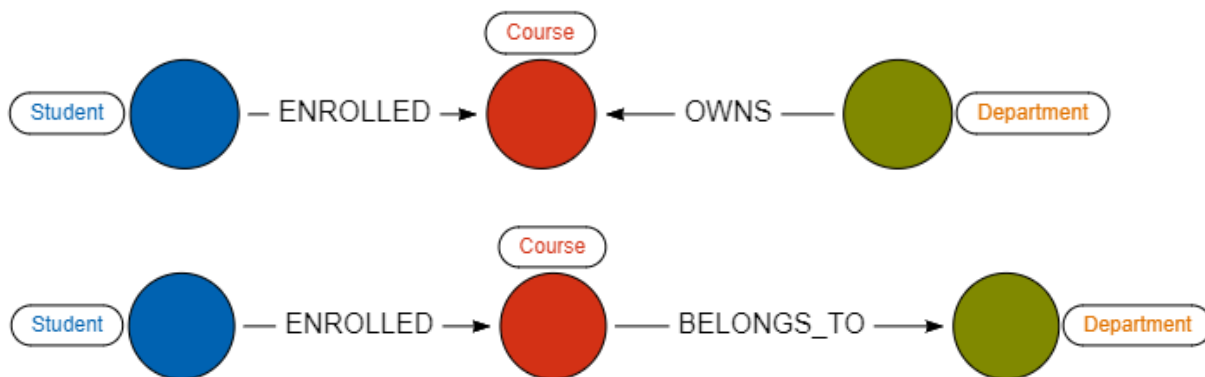 Course
Student ENROLLED OWNS Department
Course
Student ENROLLED BELONGS_TO Department